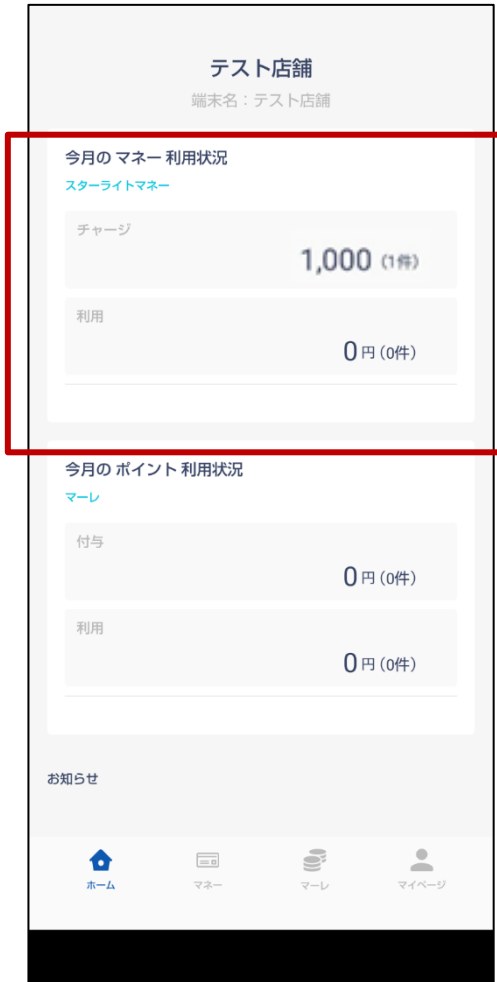 テスト店舗
端末名：テスト店舗
今月の マネー 利用状況
スターライトマネー
チャージ
1,000 (1件)
利用
0円(0件)
今月の ポイント 利用状況
マーレ
付与
0円(0件)
利用
0円(0件)
お知らせ
ホーム マネー マーレ マイページ